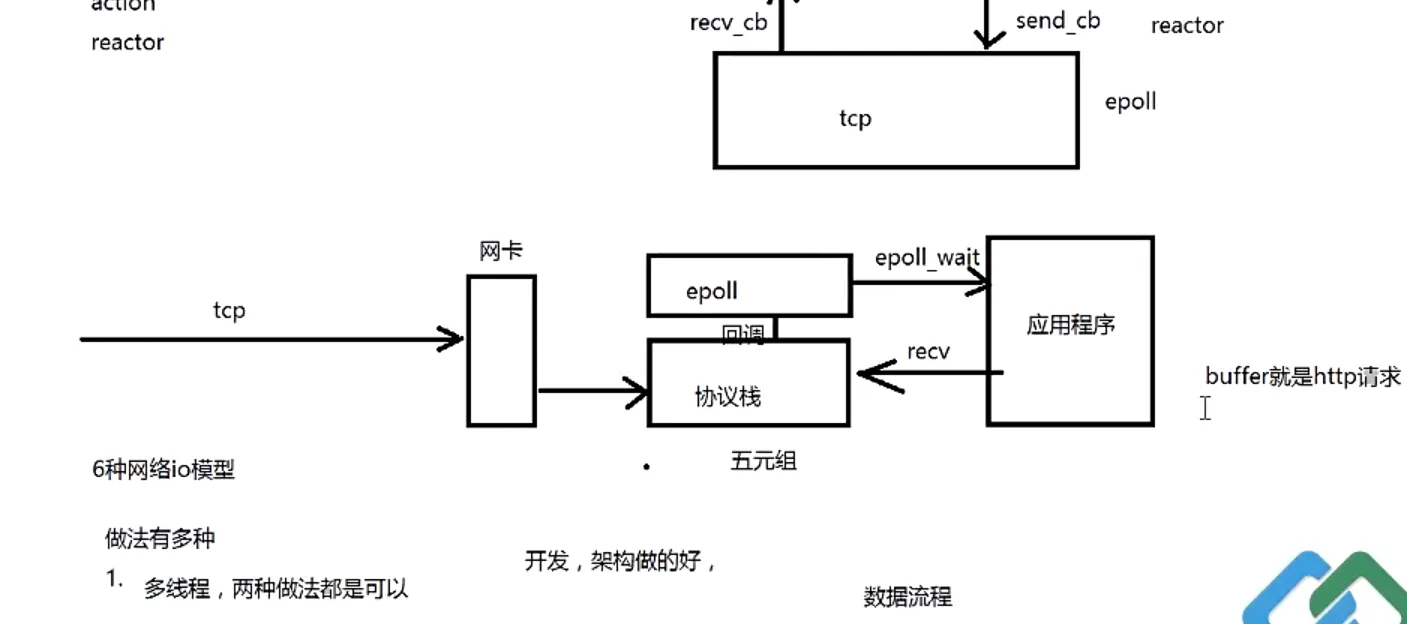 action
reactor
recv_cb
send_cb
reactor
tcp
epoll
网卡
epoll_wait
epoll
tcp
回调
应用程序
recv
buffer就是http请求
协议栈
五元组
6种网络io模型
做法有多种
1. 多线程，两种做法都是可以
开发，架构做的好，
数据流程